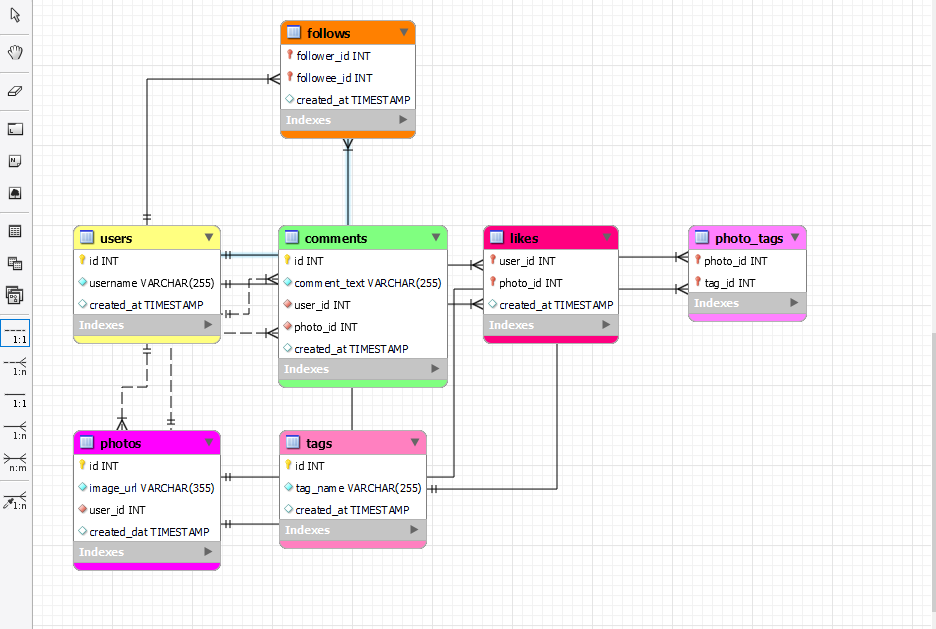 follows
follower_id INT
followee_id INT
created_at TIMESTAMP
Indexes
users
id INT
username VARCHAR(255)
created_at TIMESTAMP
Indexes
comments
id INT
comment_text VARCHAR(255)
user_id INT
photo_id INT
created_at TIMESTAMP
Indexes
likes
user_id INT
photo_id INT
created_at TIMESTAMP
Indexes
photo_tags
photo_id INT
tag_id INT
Indexes
photos
id INT
image_url VARCHAR(355)
user_id INT
created_dat TIMESTAMP
Indexes
tags
id INT
tag_name VARCHAR(255)
created_at TIMESTAMP
Indexes
1:1
1:n
1:1
1:n
n:m
1:n